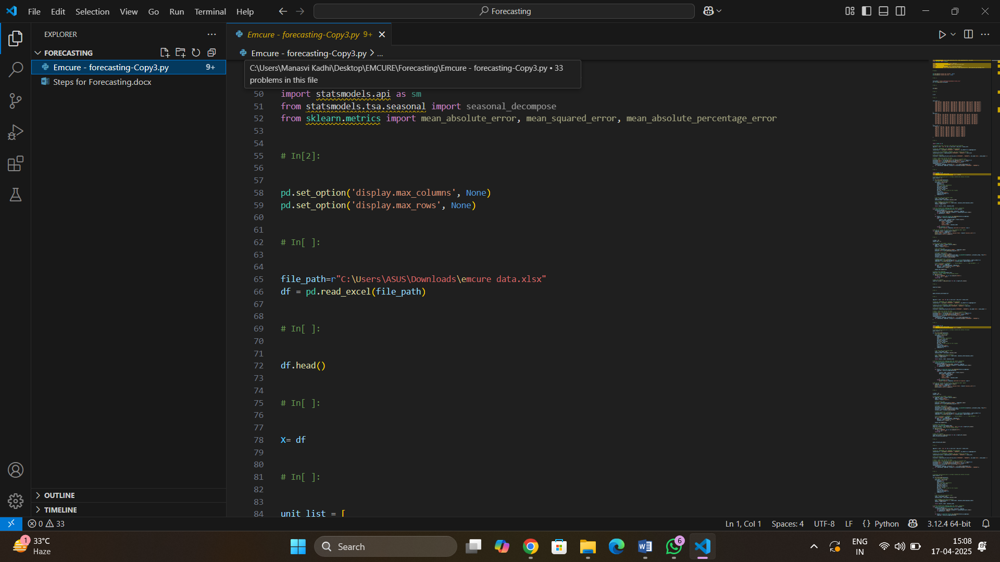 File Edit Selection View Go Run Terminal Help
Forecasting
EXPLORER
FORECASTING
Emcure - forecasting-Copy3.py 9+
Steps for Forecasting.docx
OUTLINE
TIMELINE
Emcure - forecasting-Copy3.py 9+
Emcure - forecasting-Copy3.py > ...
C:\Users\Manasvi Kadhi\Desktop\EMCURE\Forecasting\Emcure - forecasting-Copy3.py • 33
problems in this file
50 import statsmodels.api as sm
51 from statsmodels.tsa.seasonal import seasonal_decompose
52 from sklearn.metrics import mean_absolute_error, mean_squared_error, mean_absolute_percentage_error
53
54
55 # In[2]:
56
57
58 pd.set_option('display.max_columns', None)
59 pd.set_option('display.max_rows', None)
60
61
62 # In[ ]:
63
64
65 file_path=r"C:\Users\ASUS\Downloads\emcure data.xlsx"
66 df = pd.read_excel(file_path)
67
68
69 # In[ ]:
70
71
72 df.head()
73
74
75 # In[ ]:
76
77
78 X= df
79
80
81 # In[ ]:
82
83
84 unit_list = [
0 33
Ln 1, Col 1 Spaces: 4 UTF-8 LF {} Python 3.12.4 64-bit
1
33°C
Haze
Search
6
ENG
IN
15:08
17-04-2025